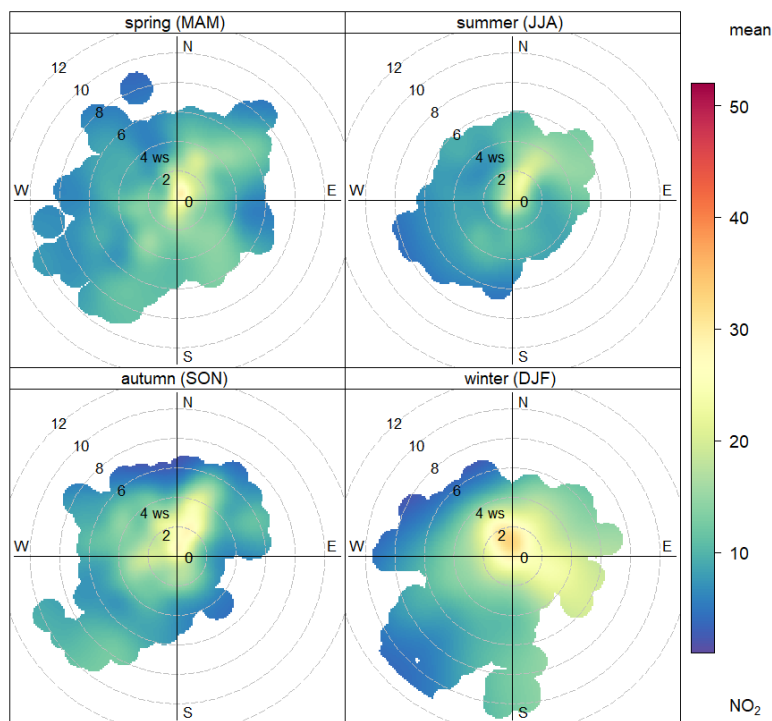 spring (MAM)
summer (JJA)
mean
N
12
10
8
6
4 ws
2
0
W
E
S
N
12
10
8
6
4 ws
2
0
W
E
S
autumn (SON)
winter (DJF)
N
12
10
8
6
4 ws
2
0
W
E
S
N
12
10
8
6
4 ws
2
0
W
E
S
50
40
30
20
10
NO₂